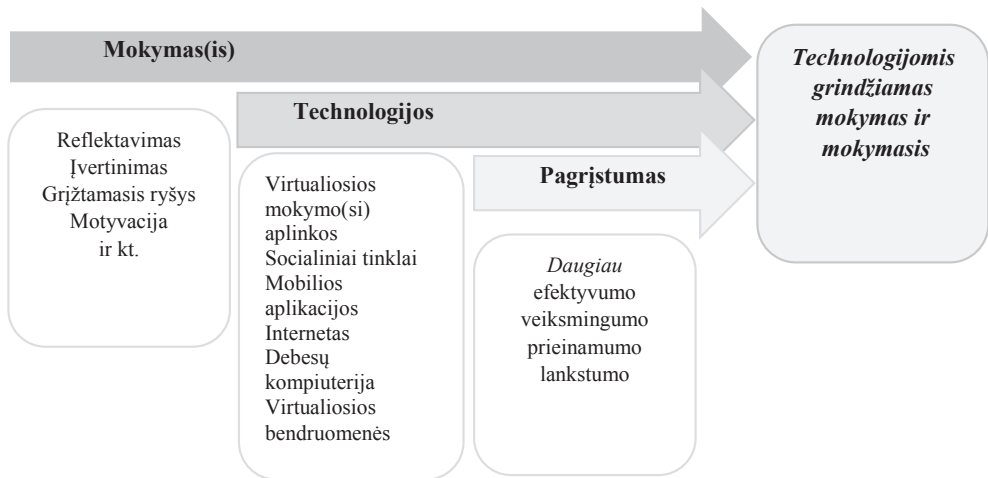 Mokymas(is)
Reflektavimas
Įvertinimas
Grįžtamasis ryšys
Motyvacija
ir kt.
Technologijos
Virtualiosios
mokymo(si)
aplinkos
Socialiniai tinklai
Mobilios
aplikacijos
Internetas
Debesų
kompiuterija
Virtualiosios
bendruomenės
Pagrįstumas
Daugiau
efektyvumo
veiksmingumo
prieinamumo
lankstumo
Technologijomis
grindžiamas
mokymas ir
mokymasis